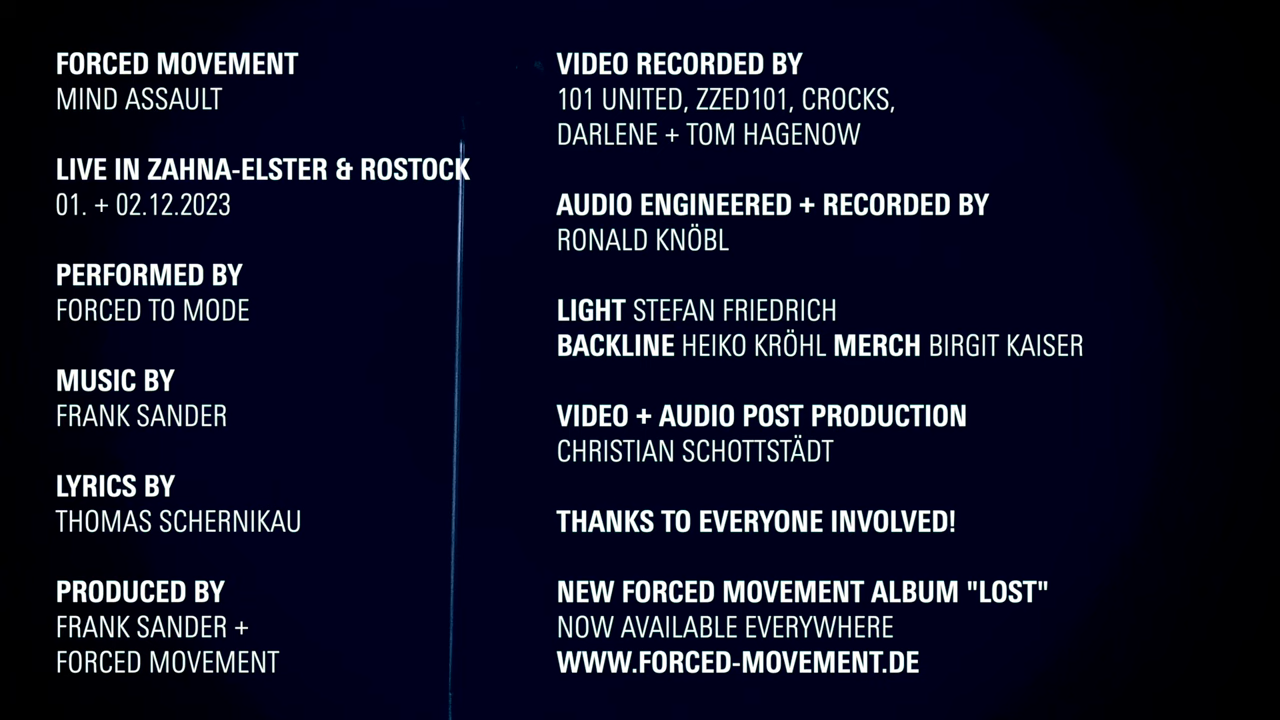 FORCED MOVEMENT
MIND ASSAULT
LIVE IN ZAHNA-ELSTER & ROSTOCK
01. + 02.12.2023
PERFORMED BY
FORCED TO MODE
MUSIC BY
FRANK SANDER
LYRICS BY
THOMAS SCHERNIKAU
PRODUCED BY
FRANK SANDER +
FORCED MOVEMENT
VIDEO RECORDED BY
101 UNITED, ZZED101, CROCKS,
DARLENE + TOM HAGENOW
AUDIO ENGINEERED + RECORDED BY
RONALD KNÖBL
LIGHT STEFAN FRIEDRICH
BACKLINE HEIKO KRÖHL MERCH BIRGIT KAISER
VIDEO + AUDIO POST PRODUCTION
CHRISTIAN SCHOTTSTÄDT
THANKS TO EVERYONE INVOLVED!
NEW FORCED MOVEMENT ALBUM "LOST"
NOW AVAILABLE EVERYWHERE
WWW.FORCED-MOVEMENT.DE